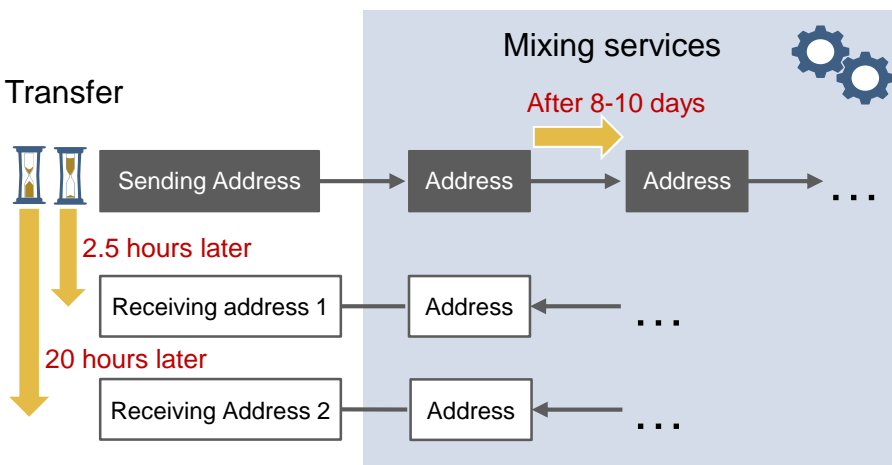 Mixing services
Transfer
After 8-10 days
Sending Address
Address
Address
...
2.5 hours later
Receiving address 1
Address
...
20 hours later
Receiving Address 2
Address
...